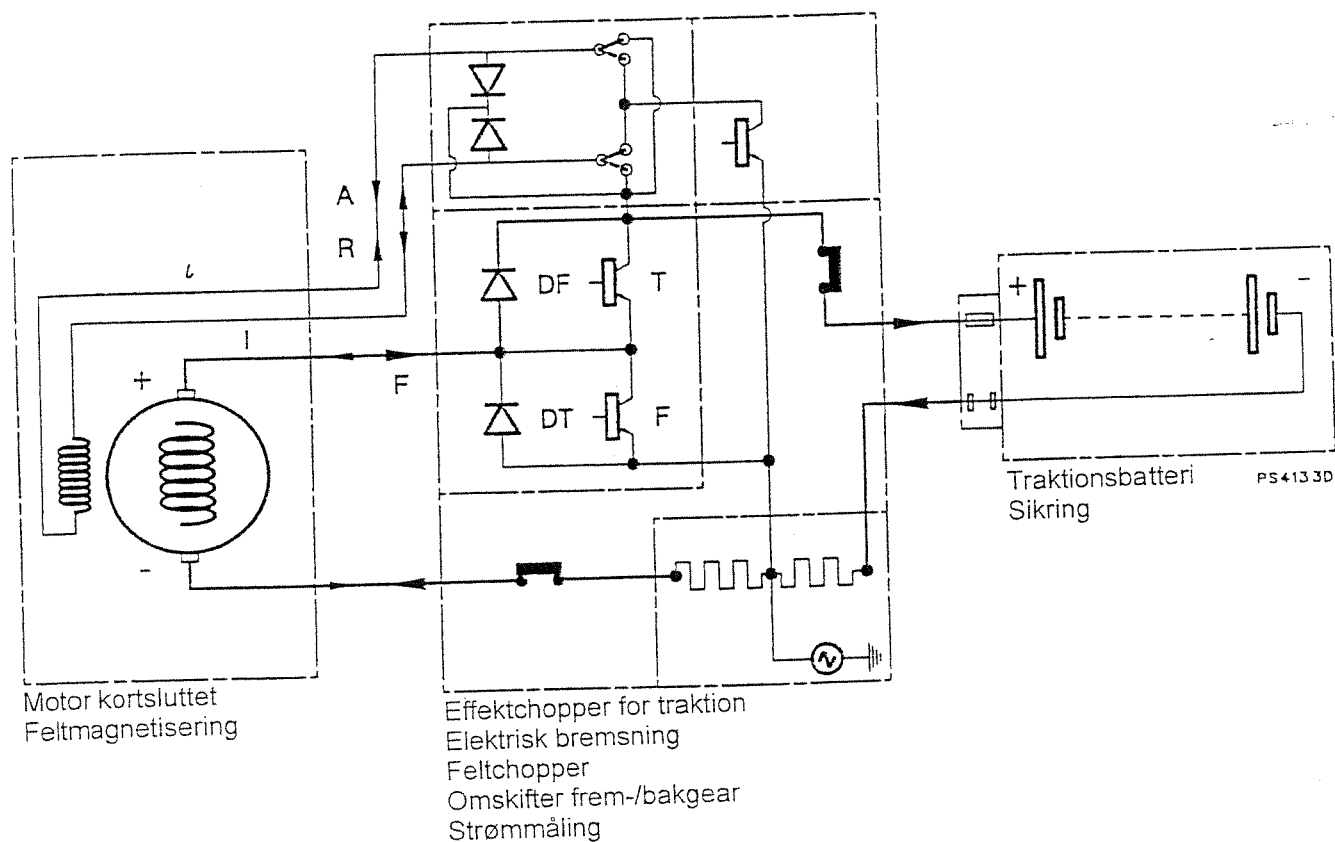 A
R
ι
I
F
+
-
DF T
DT F
+ -
Traktionsbatteri
Sikring
PS4133D
Motor kortsluttet
Feltmagnetisering
Effektchopper for traktion
Elektrisk bremsning
Feltchopper
Omskifter frem-/bakgear
Strømmåling